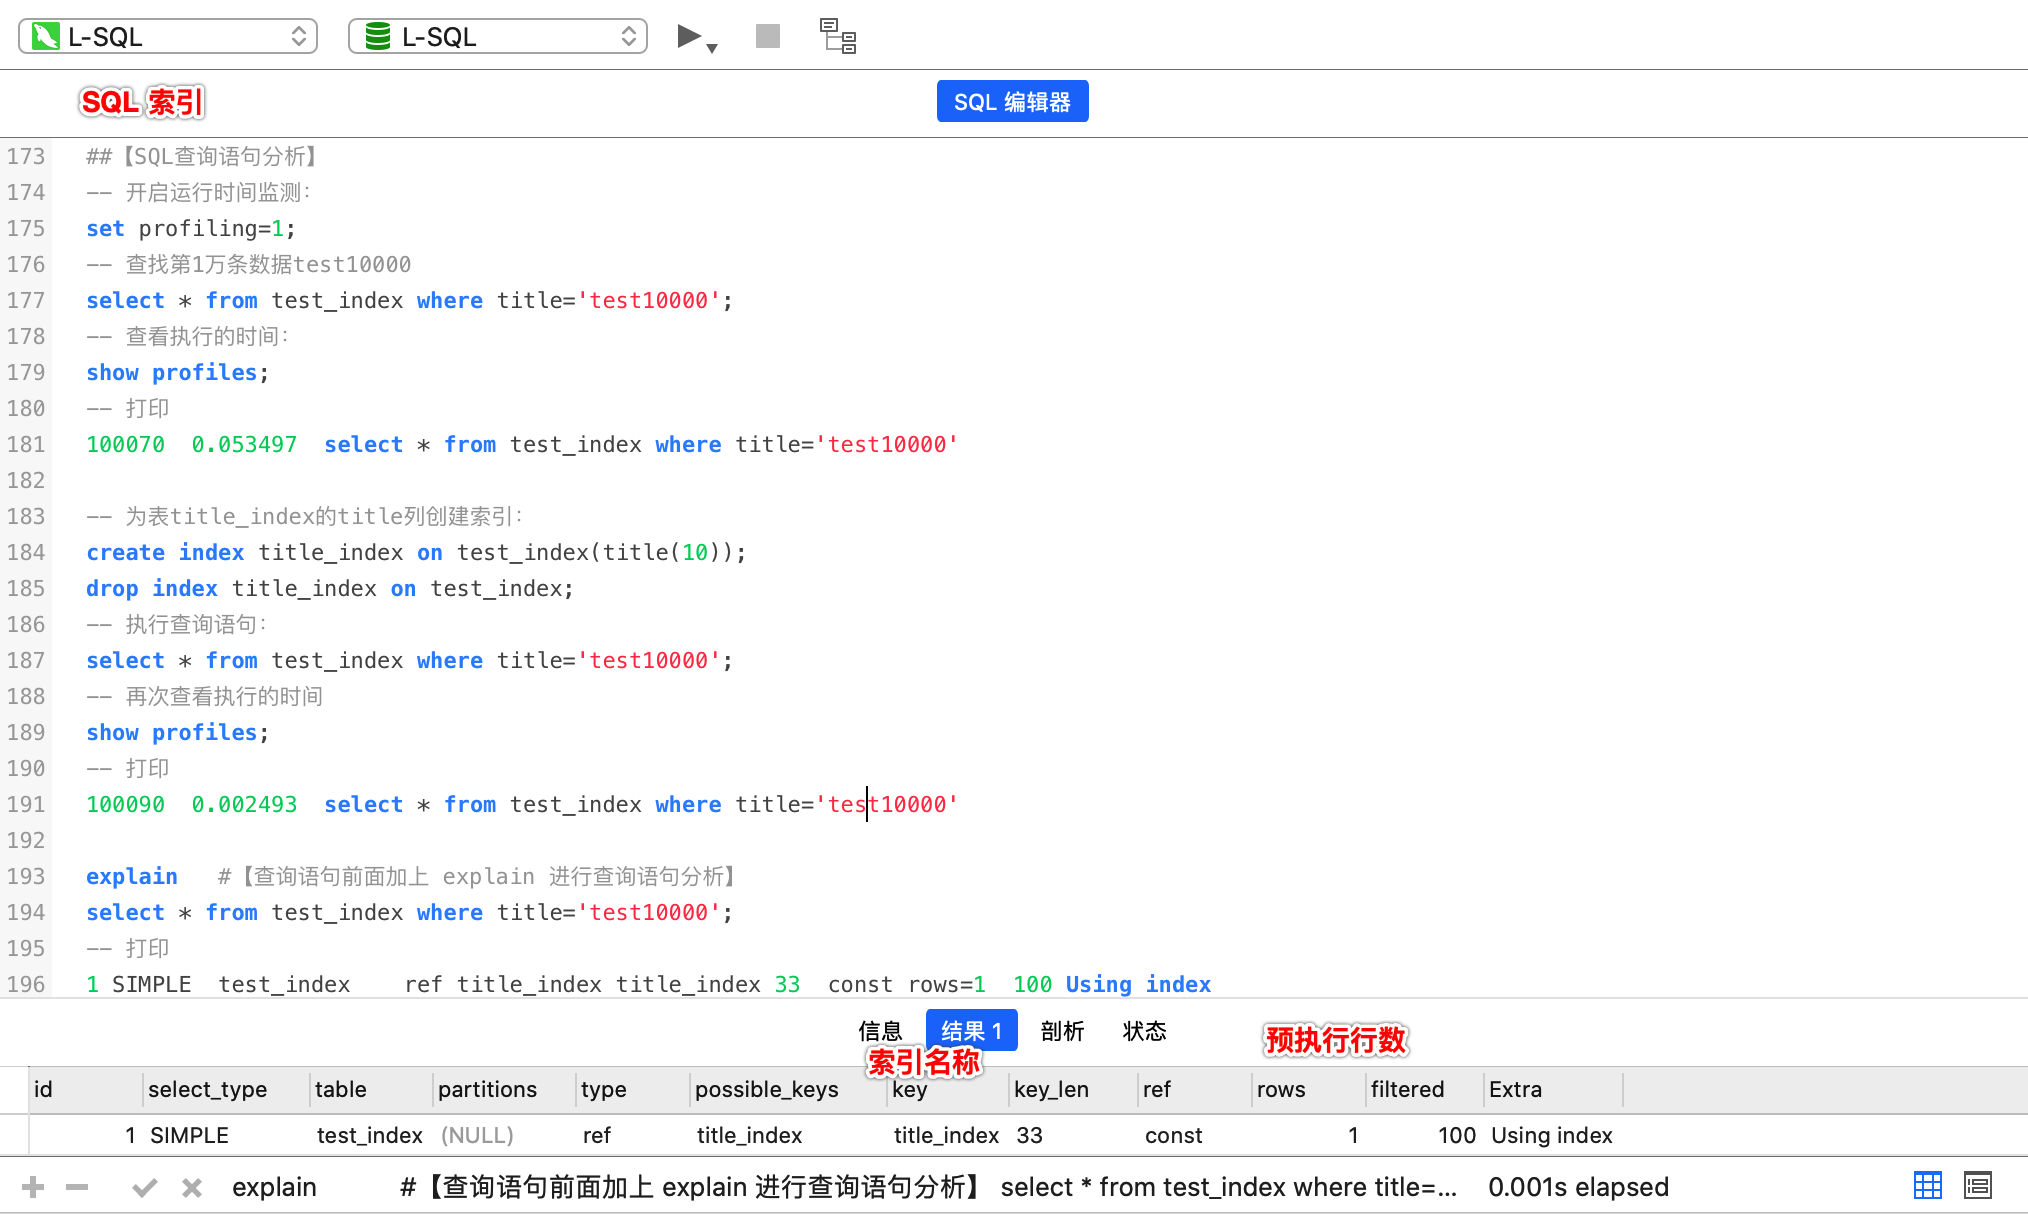 L-SQL L-SQL
SQL 索引 SQL 编辑器
173 ##【SQL查询语句分析】
174 -- 开启运行时间监测：
175 set profiling=1;
176 -- 查找第1万条数据test10000
177 select * from test_index where title='test10000';
178 -- 查看执行的时间：
179 show profiles;
180 -- 打印
181 100070 0.053497 select * from test_index where title='test10000'
182
183 -- 为表title_index的title列创建索引：
184 create index title_index on test_index(title(10));
185 drop index title_index on test_index;
186 -- 执行查询语句：
187 select * from test_index where title='test10000';
188 -- 再次查看执行的时间
189 show profiles;
190 -- 打印
191 100090 0.002493 select * from test_index where title='test10000'
192
193 explain #【查询语句前面加上 explain 进行查询语句分析】
194 select * from test_index where title='test10000';
195 -- 打印
196 1 SIMPLE test_index ref title_index title_index 33 const rows=1 100 Using index
信息 结果 1 剖析 状态 预执行行数
索引名称
id select_type table partitions type possible_keys key key_len ref rows filtered Extra
1 SIMPLE test_index (NULL) ref title_index title_index 33 const 1 100 Using index
explain #【查询语句前面加上 explain 进行查询语句分析】 select * from test_index where title=... 0.001s elapsed